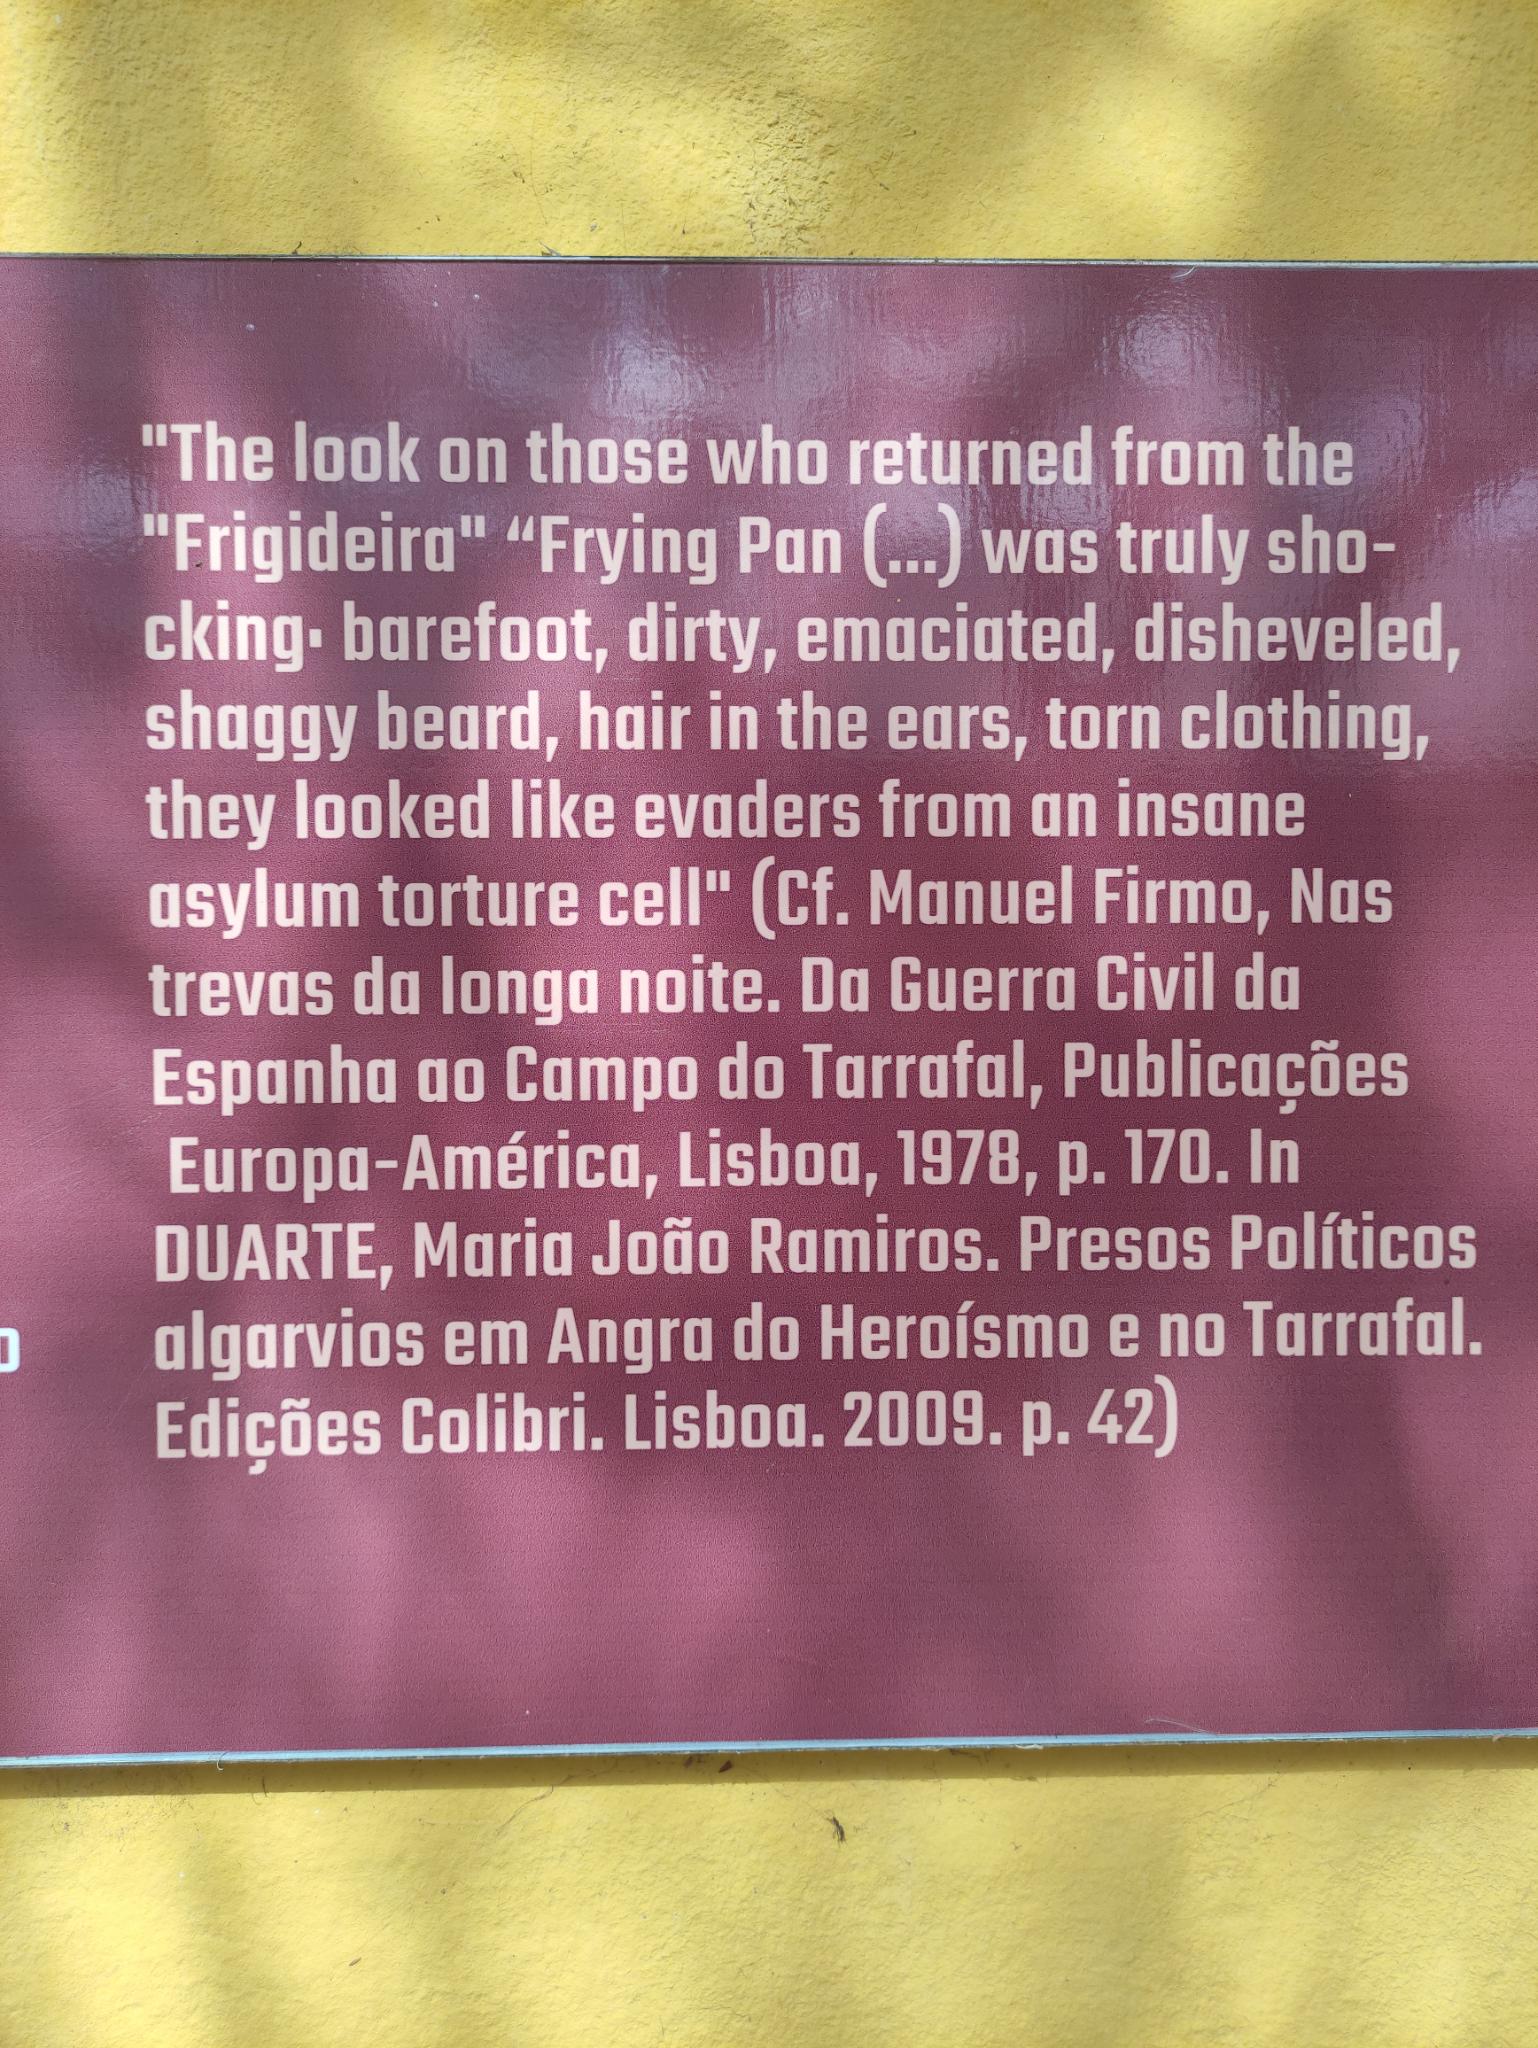 "The look on those who returned from the
"Frigideira" “Frying Pan (...) was truly sho-
cking· barefoot, dirty, emaciated, disheveled,
shaggy beard, hair in the ears, torn clothing,
they looked like evaders from an insane
asylum torture cell" (Cf. Manuel Firmo, Nas
trevas da longa noite. Da Guerra Civil da
Espanha ao Campo do Tarrafal, Publicações
Europa-América, Lisboa, 1978, p. 170. In
DUARTE, Maria João Ramiros. Presos Políticos
algarvios em Angra do Heroísmo e no Tarrafal.
Edições Colibri. Lisboa. 2009. p. 42)